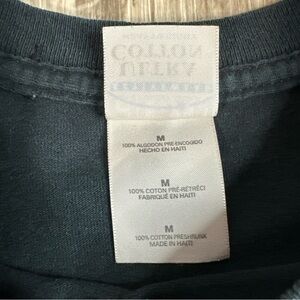 COTTON
ULTRA
M
100% ALGODON PRE-ENCOGIDO
HECHO EN HAITI
M
100% COTON PRÉ-RÉTRÉCI
FABRIQUÉ EN HAITI
M
100% COTTON PRESHRUNK
MADE IN HAITI